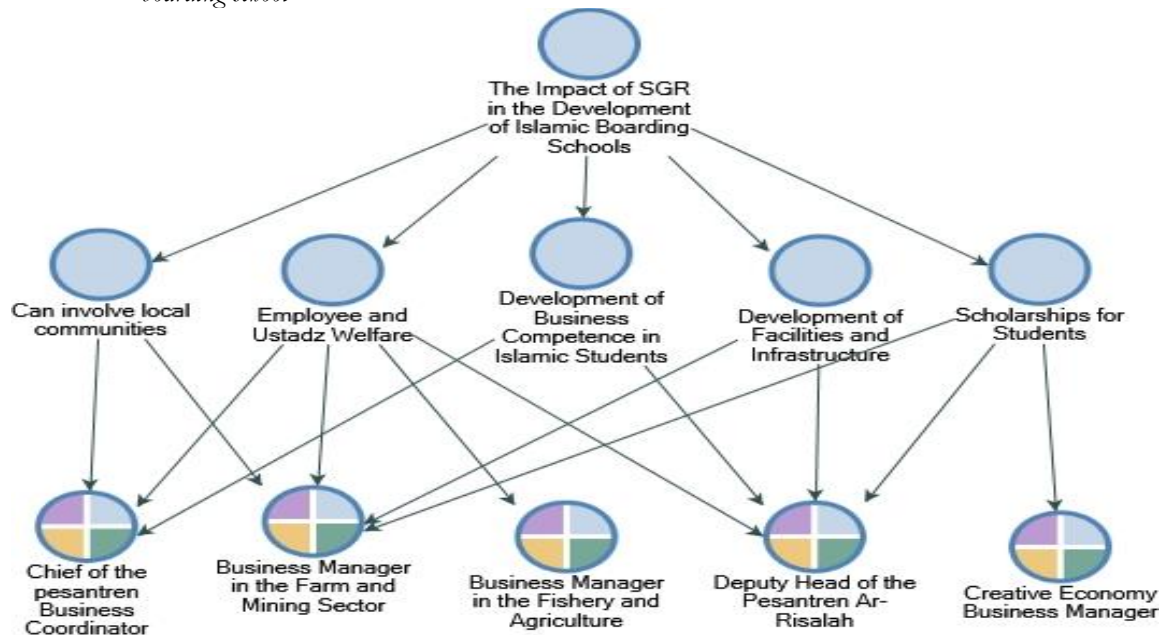 boarding school
The Impact of SGR
in the Development
of Islamic Boarding
Schools
Can involve local
communities
Employee and
Ustadz Welfare
Development of
Business
Competence in
Islamic Students
Development of
Facilities and
Infrastructure
Scholarships for
Students
Chief of the
pesantren
Business
Coordinator
Business Manager
in the Farm and
Mining Sector
Business Manager
in the Fishery and
Agriculture
Deputy Head of the
Pesantren Ar-
Risalah
Creative Economy
Business Manager